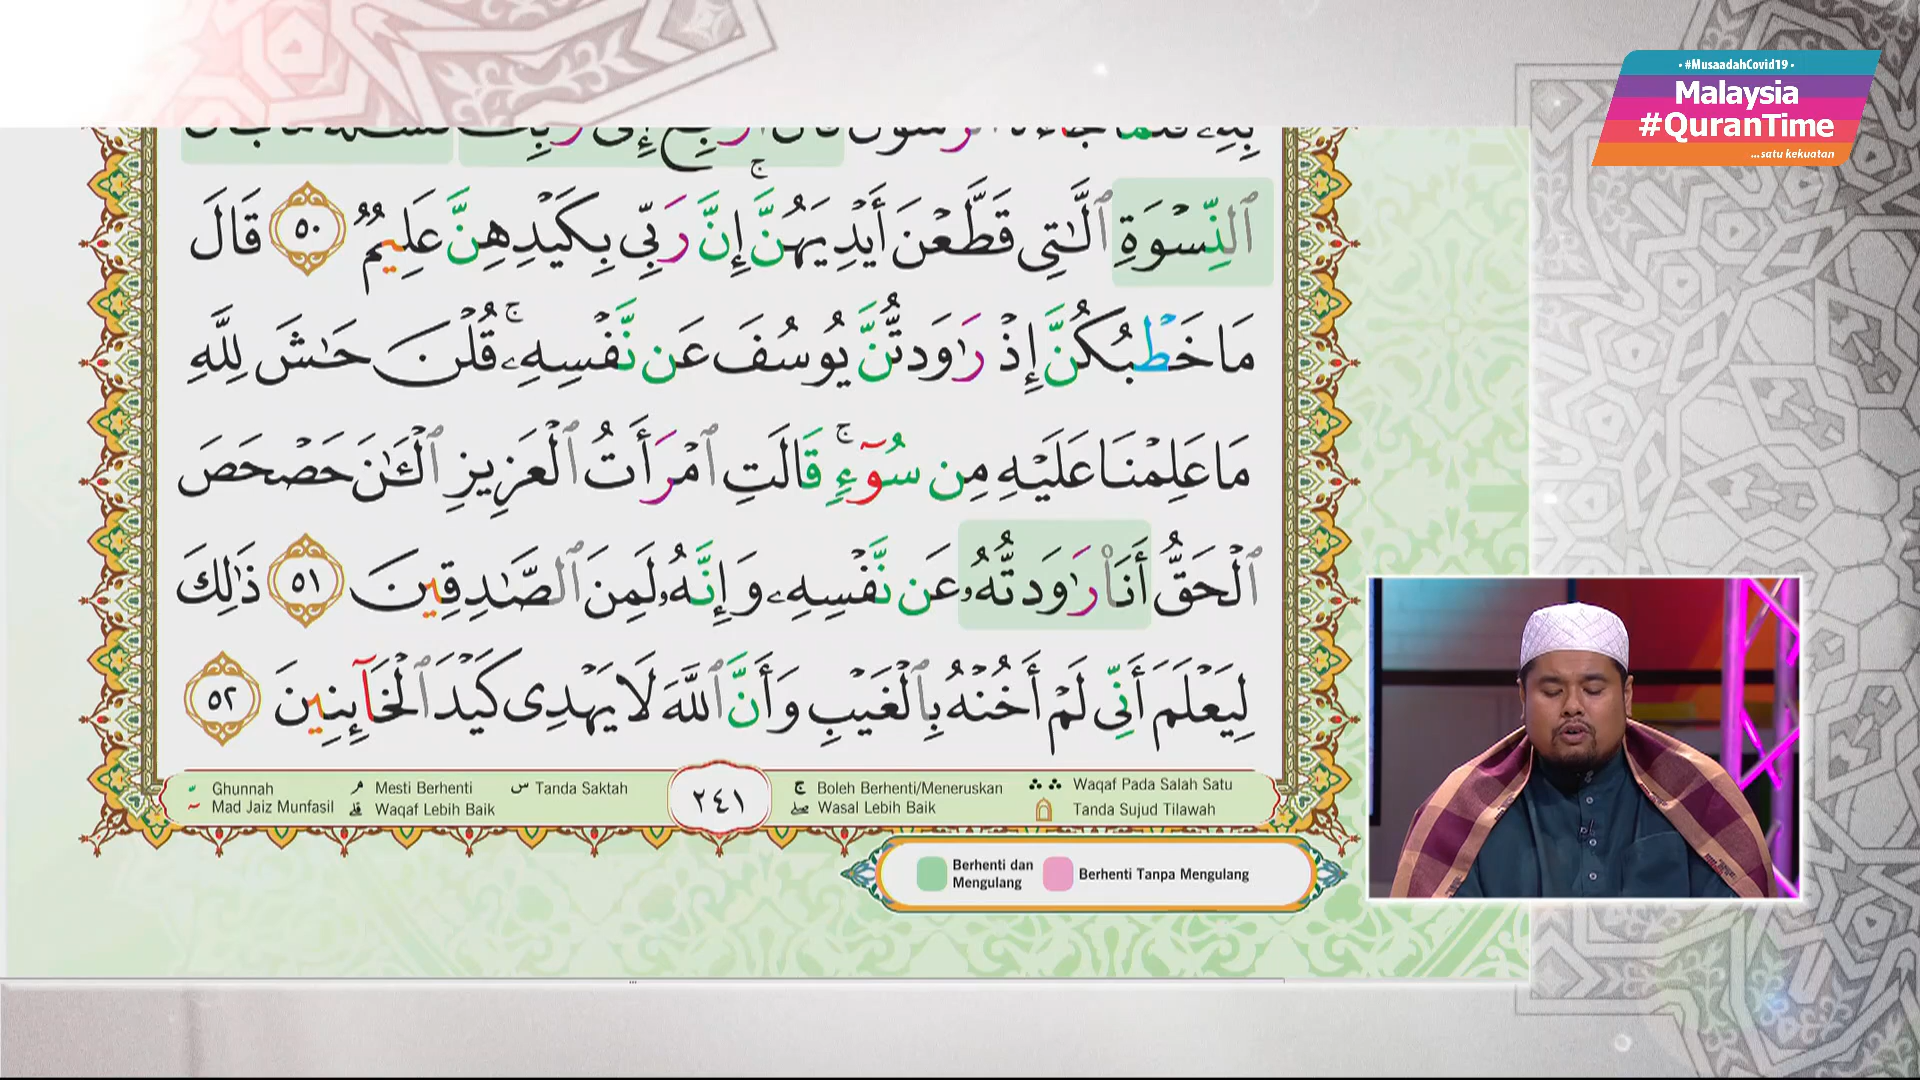 • #MusaadahCovid19 •
Malaysia
#QuranTime
...satu kekuatan
ٱلنِّسۡوَةِ ٱلَّٰتِى قَطَّعۡنَ أَيۡدِيَهُنَّۚ إِنَّ رَبِّى بِكَيۡدِهِنَّ عَلِيمٌ ٥٠ قَالَ
مَا خَطۡبُكُنَّ إِذۡ رَٰوَدتُّنَّ يُوسُفَ عَن نَّفۡسِهِۦۚ قُلۡنَ حَٰشَ لِلَّهِ
مَا عَلِمۡنَا عَلَيۡهِ مِن سُوٓءٖۚ قَالَتِ ٱمۡرَأَتُ ٱلۡعَزِيزِ ٱلۡـَٰٔنَ حَصۡحَصَ
ٱلۡحَقُّ أَنَا۠ رَٰوَدتُّهُۥ عَن نَّفۡسِهِۦ وَإِنَّهُۥ لَمِنَ ٱلصَّٰدِقِينَ ٥١ ذَٰلِكَ
لِيَعۡلَمَ أَنِّى لَمۡ أَخُنۡهُ بِٱلۡغَيۡبِ وَأَنَّ ٱللَّهَ لَا يَهۡدِى كَيۡدَ ٱلۡخَآئِنِينَ ٥٢
Ghunnah Mesti Berhenti Tanda Saktah Boleh Berhenti/Meneruskan Waqaf Pada Salah Satu
Mad Jaiz Munfasil Waqaf Lebih Baik Wasal Lebih Baik Tanda Sujud Tilawah
٢٤١
Berhenti dan Mengulang Berhenti Tanpa Mengulang